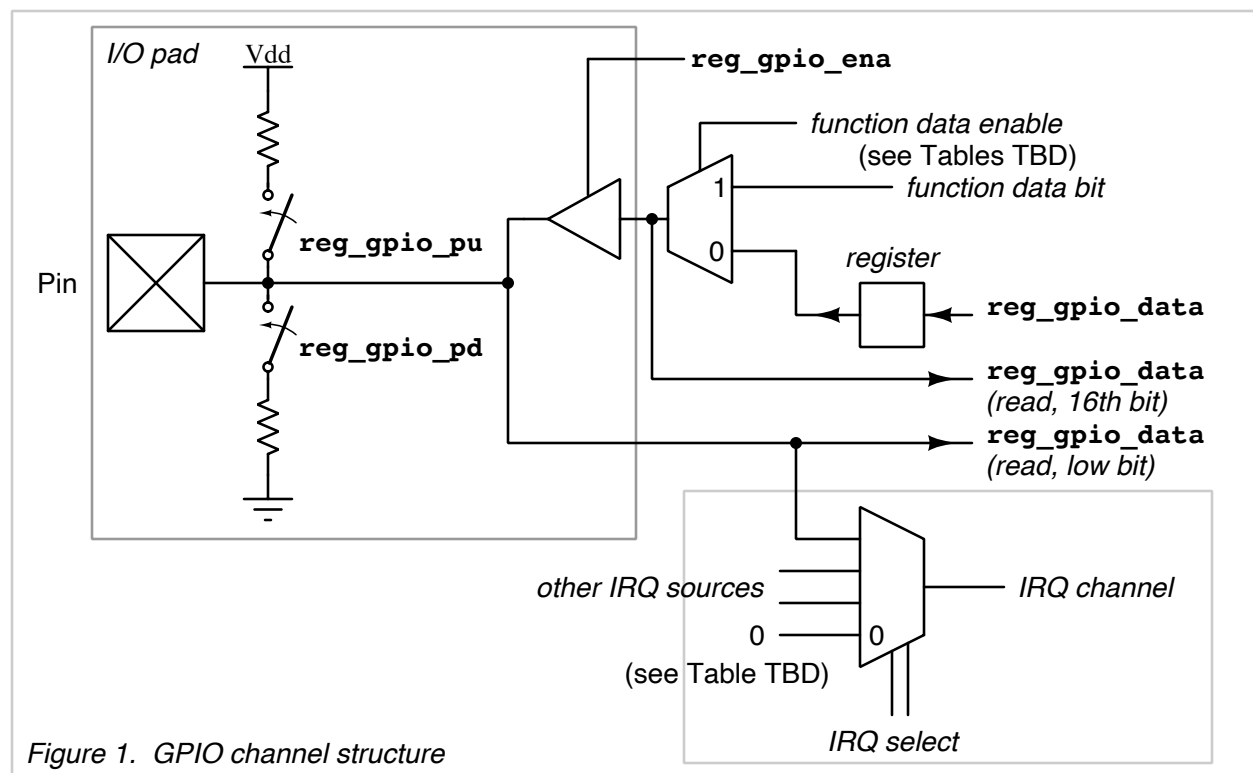 I/O pad
Vdd
reg_gpio_ena
function data enable
(see Tables TBD)
1
function data bit
reg_gpio_pu
0
register
Pin
reg_gpio_data
reg_gpio_pd
reg_gpio_data
(read, 16th bit)
reg_gpio_data
(read, low bit)
other IRQ sources
IRQ channel
0
0
(see Table TBD)
IRQ select
Figure 1. GPIO channel structure